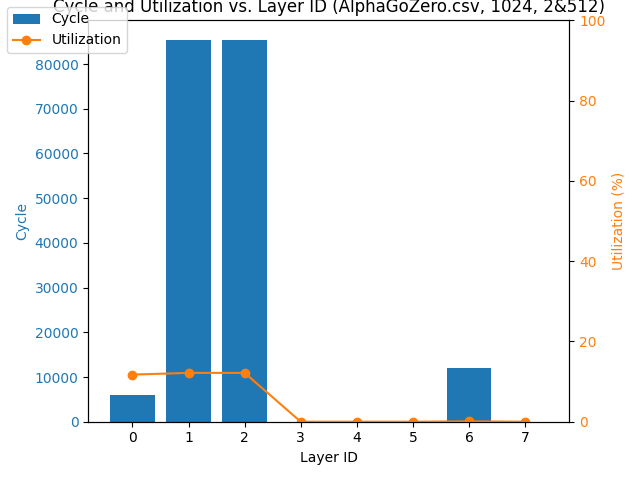 Cycle and Utilization vs. Layer ID (AlphaGoZero.csv, 1024, 2&512)
Cycle
Utilization
80000
70000
60000
50000
40000
30000
20000
10000
0
Cycle
100
80
60
40
20
0
Utilization (%)
0 1 2 3 4 5 6 7
Layer ID